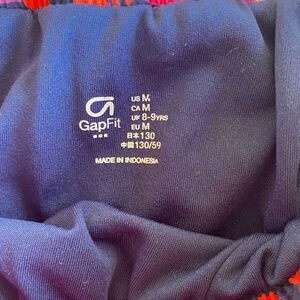 GapFit
US M
CA M
UK 8-9YRS
EU M
日本 130
中国 130/59
MADE IN INDONESIA